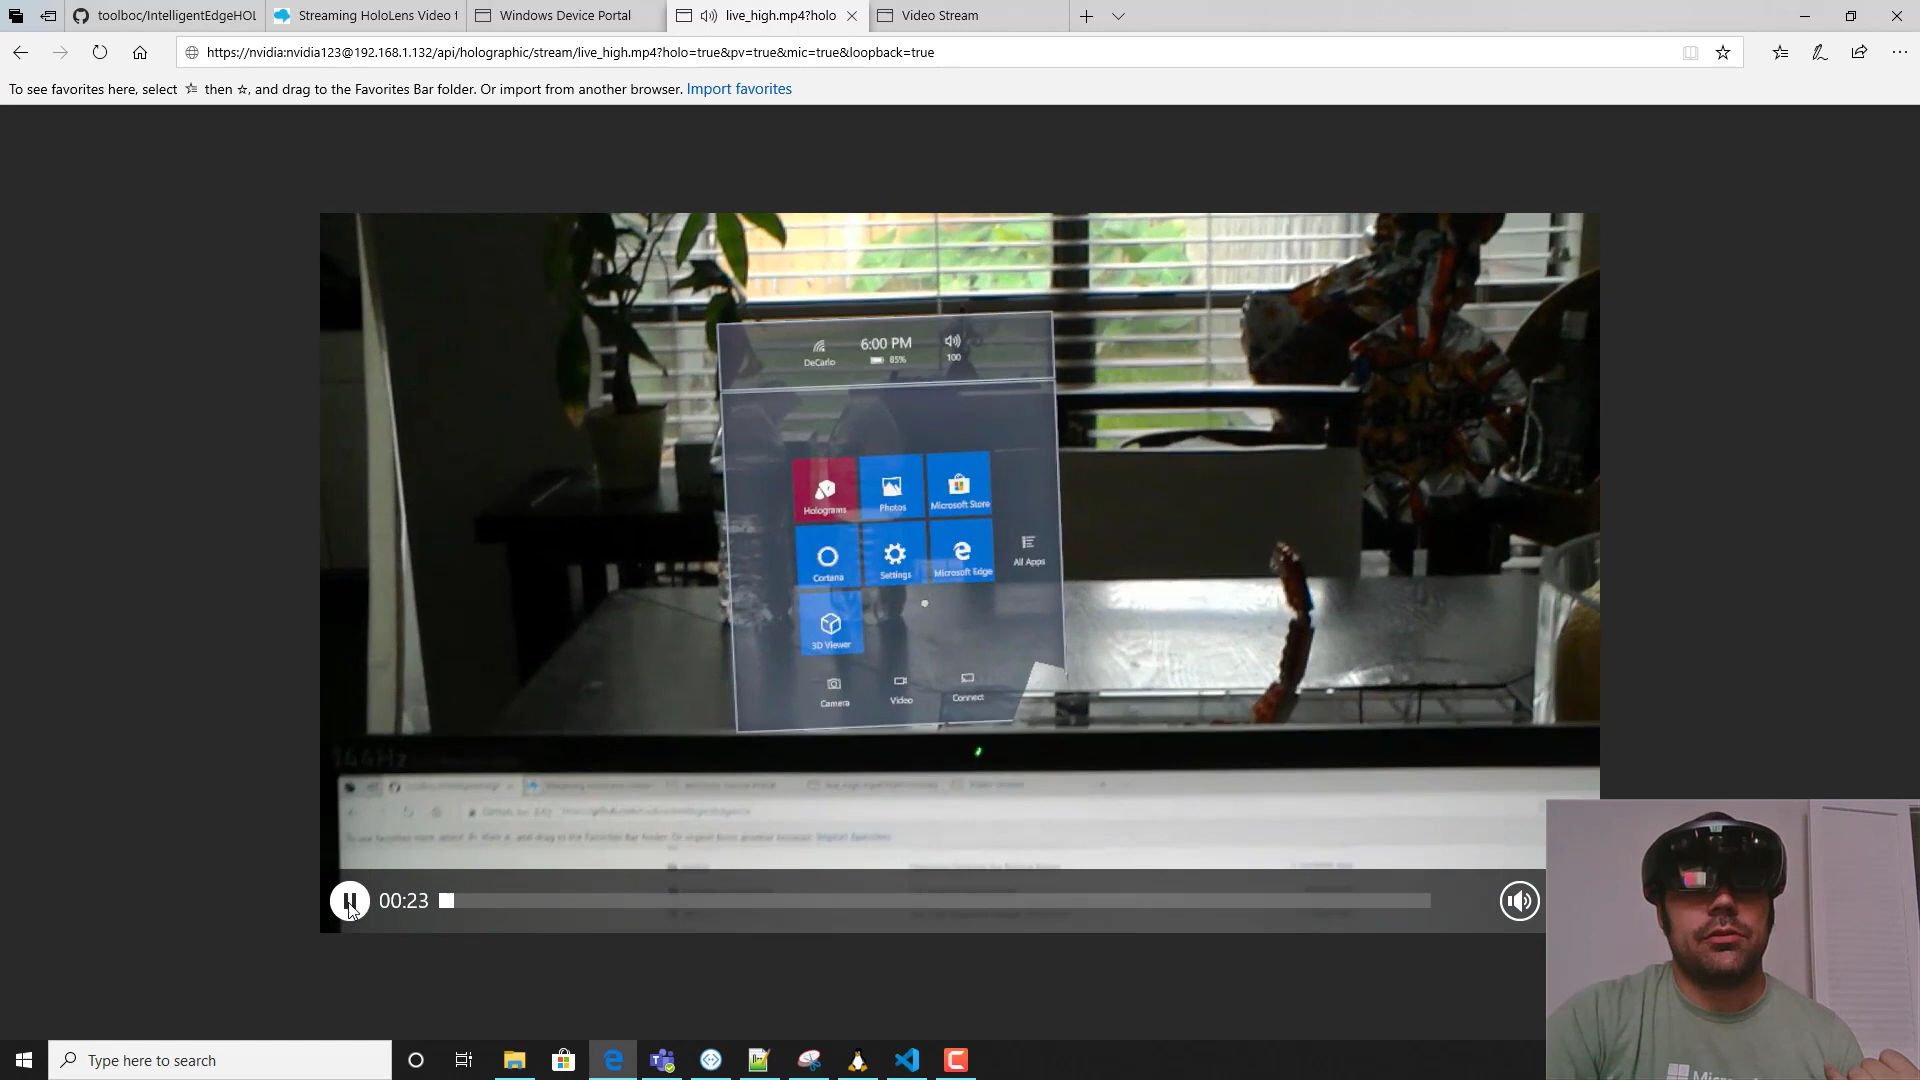 toolboc/IntelligentEdgeHOL
Streaming HoloLens Video t
Windows Device Portal
live_high.mp4?holo
Video Stream
https://nvidia:nvidia123@192.168.1.132/api/holographic/stream/live_high.mp4?holo=true&pv=true&mic=true&loopback=true
To see favorites here, select then , and drag to the Favorites Bar folder. Or import from another browser. Import favorites
6:00 PM
DeCarlo
85%
100
Holograms
Photos
Microsoft Store
Cortana
Settings
Microsoft Edge
All Apps
3D Viewer
Camera
Video
Connect
144Hz
00:23
Type here to search